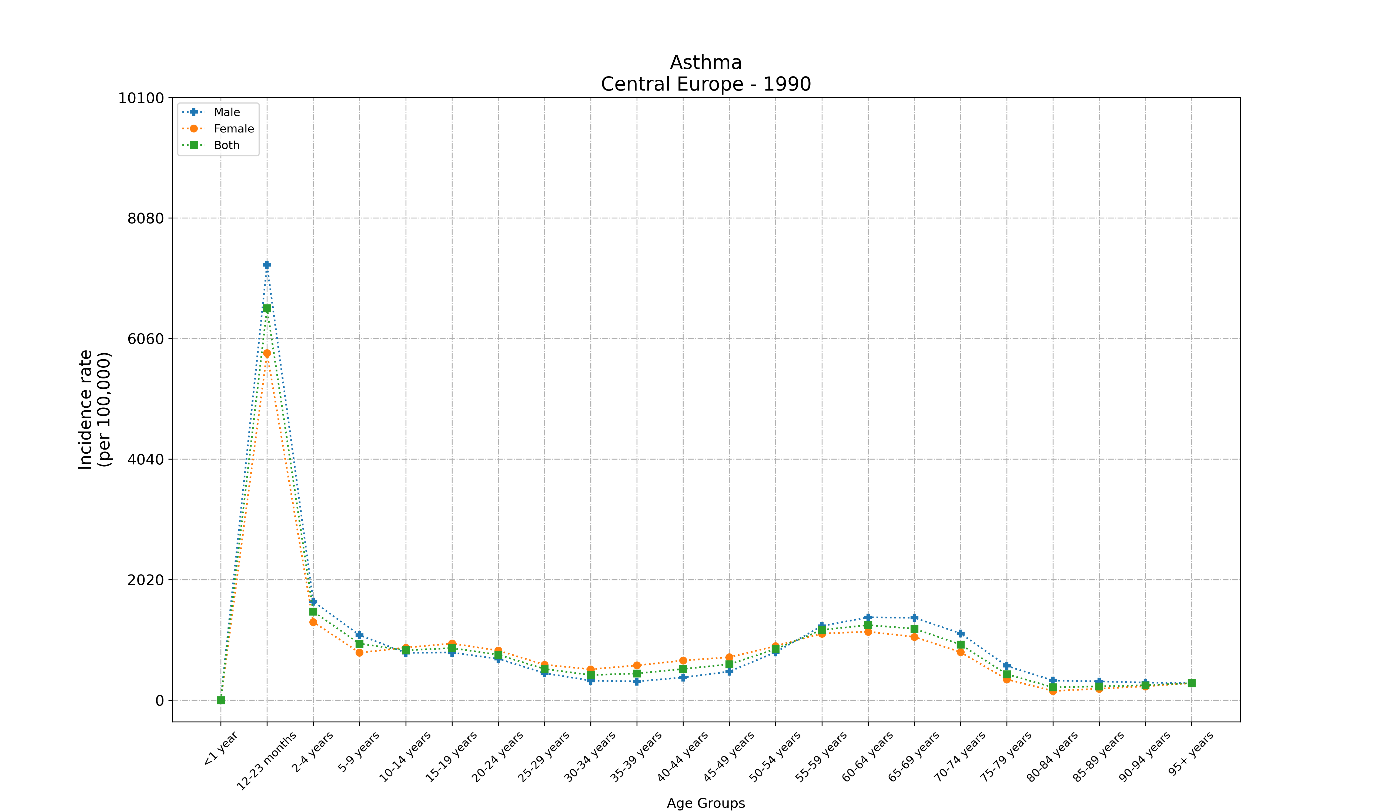 Asthma
Central Europe - 1990
10100
8080
6060
4040
2020
0
Incidence rate
(per 100,000)
Male
Female
Both
<1 year
12-23 months
2-4 years
5-9 years
10-14 years
15-19 years
20-24 years
25-29 years
30-34 years
35-39 years
40-44 years
45-49 years
50-54 years
55-59 years
60-64 years
65-69 years
70-74 years
75-79 years
80-84 years
85-89 years
90-94 years
95+ years
Age Groups